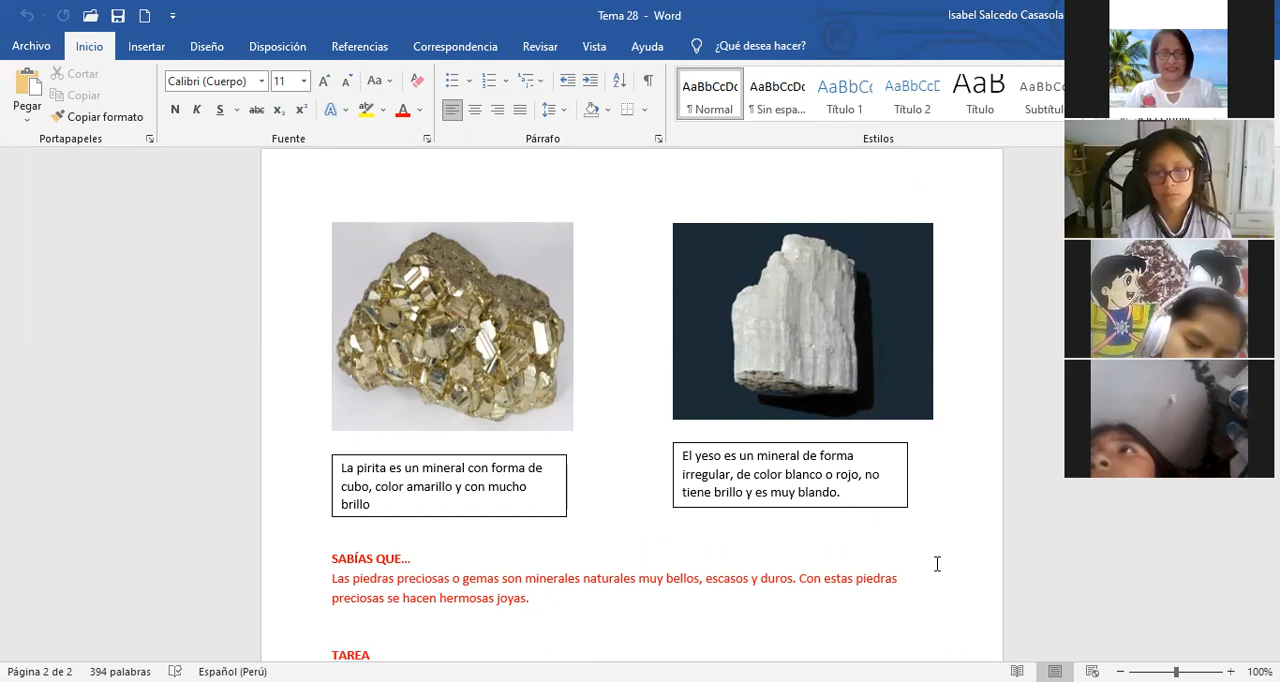 Tema 28 - Word
Isabel Salcedo Casasola
Archivo Inicio Insertar Diseño Disposición Referencias Correspondencia Revisar Vista Ayuda ¿Qué desea hacer?
Pegar
Cortar
Copiar
Copiar formato
Portapapeles
Calibri (Cuerpo) 11
N K S abc x₂ x²
Fuente
Párrafo
AaBbCcDc AaBbCcDc AaBbCc AaBbCcD AaB AaBbCc
¶ Normal ¶ Sin espa... Título 1 Título 2 Título Subtítul
Estilos
La pirita es un mineral con forma de
cubo, color amarillo y con mucho
brillo
El yeso es un mineral de forma
irregular, de color blanco o rojo, no
tiene brillo y es muy blando.
SABÍAS QUE...
Las piedras preciosas o gemas son minerales naturales muy bellos, escasos y duros. Con estas piedras
preciosas se hacen hermosas joyas.
TAREA
Página 2 de 2 394 palabras Español (Perú) 100%